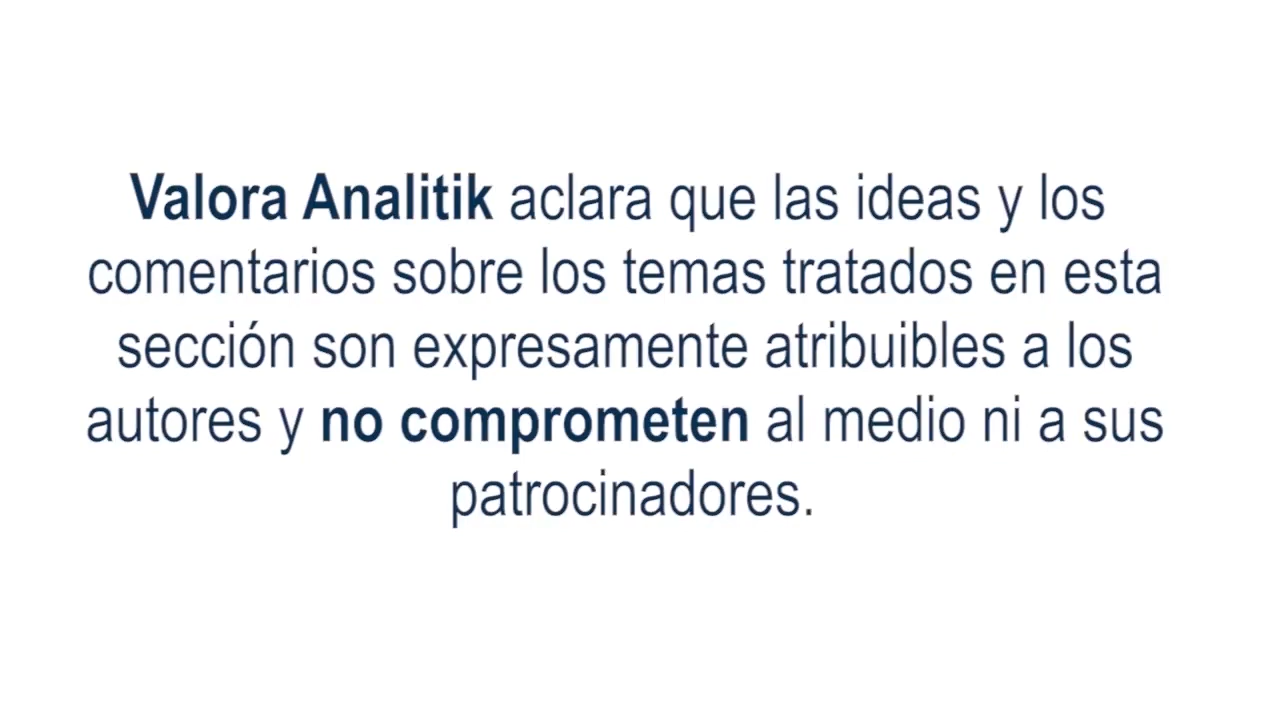 Valora Analitik aclara que las ideas y los
comentarios sobre los temas tratados en esta
sección son expresamente atribuibles a los
autores y no comprometen al medio ni a sus
patrocinadores.